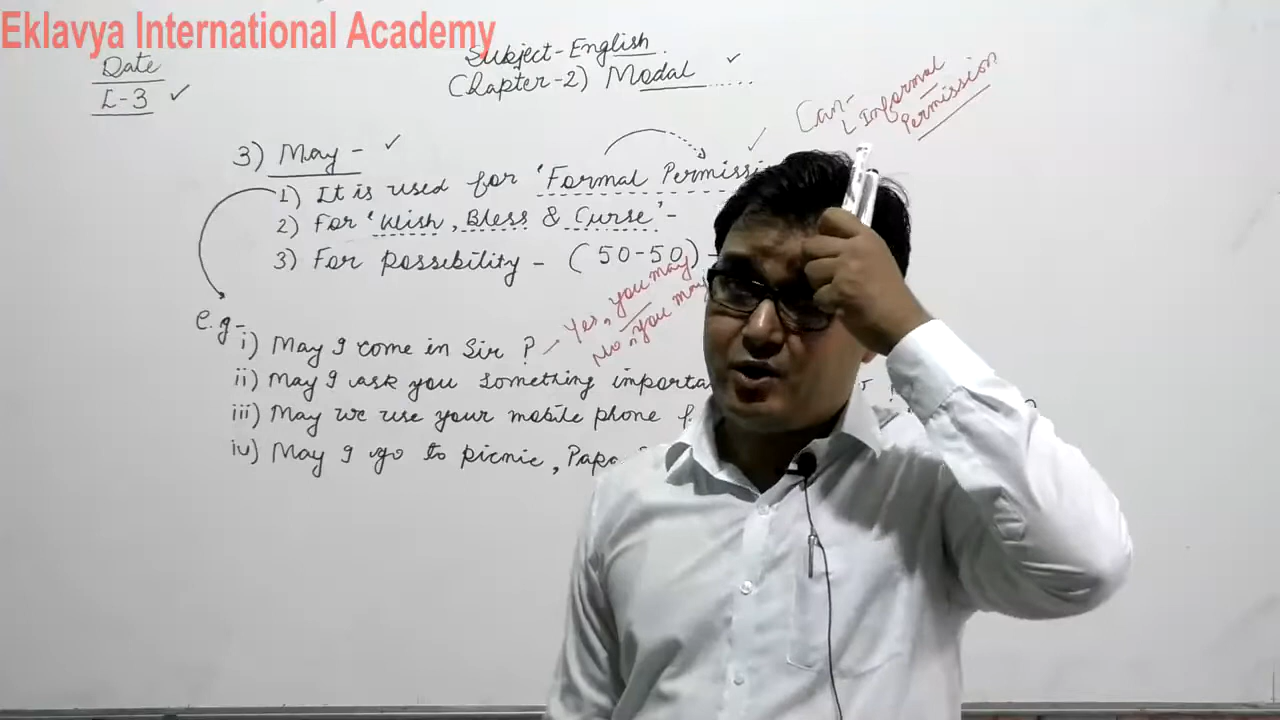 Eklavya International Academy
Date
L-3
Subject-English
Chapter-2) Modal
Can-
Informal
Permission
3) May -
1) It is used for 'Formal Permissi
2) For 'Wish, Bless & Curse' -
3) For possibility - (50-50) -
e.g-
Yes, you may
No, you may
i) May I come in Sir ?
ii) May I ask you something importa
iii) May we use your mobile phone f
iv) May I go to picnic, Papa